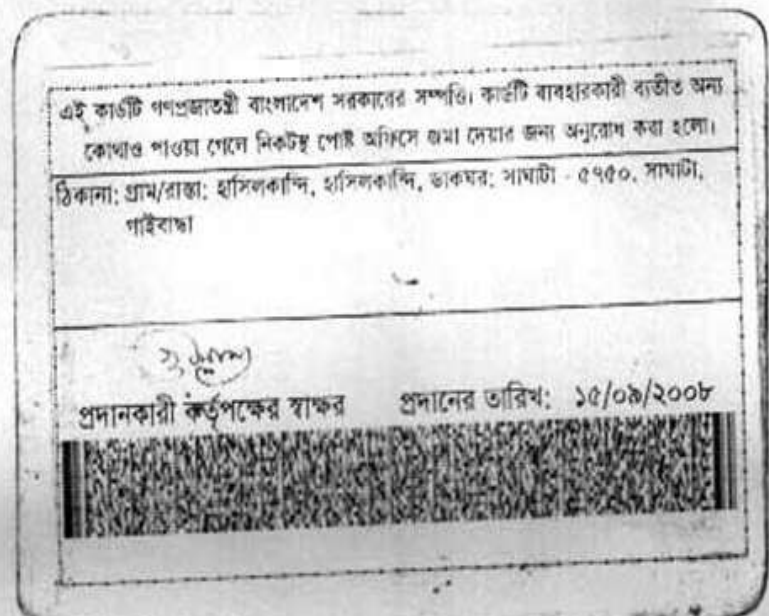 এই কার্ডটি গণপ্রজাতন্ত্রী বাংলাদেশ সরকারের সম্পত্তি। কার্ডটি ব্যবহারকারী ব্যতীত অন্য
কোথাও পাওয়া গেলে নিকটস্থ পোষ্ট অফিসে জমা দেয়ার জন্য অনুরোধ করা হলো।
ঠিকানা: গ্রাম/রাস্তা: হাসিলকান্দি, হাসিলকান্দি, ডাকঘর: সাঘাটা - ৫৭৫০, সাঘাটা,
গাইবান্ধা
প্রদানকারী কর্তৃপক্ষের স্বাক্ষর প্রদানের তারিখ: ১৫/০৯/২০০৮